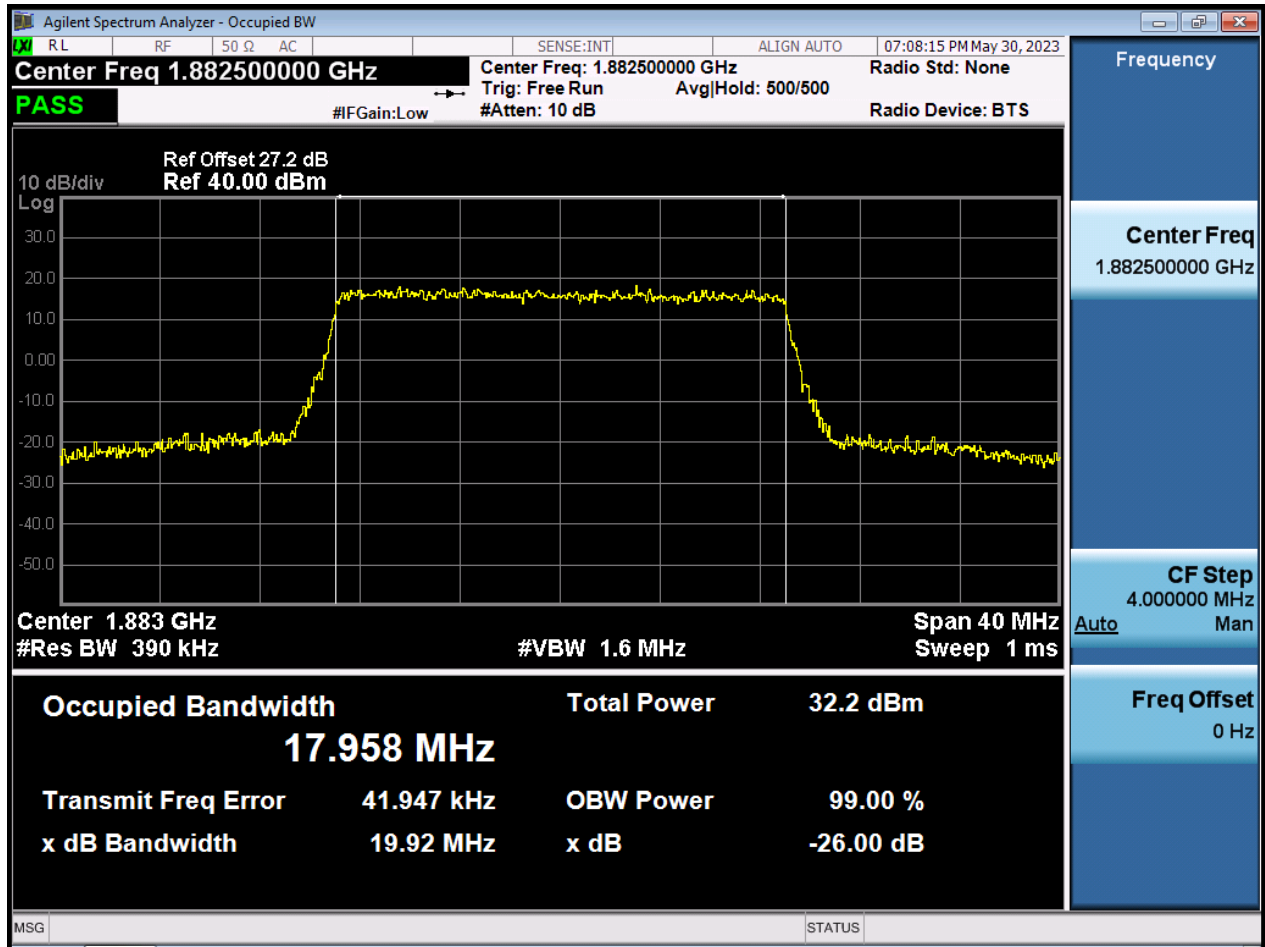 Agilent Spectrum Analyzer - Occupied BW
LXI RL RF 50 Ω AC SENSE:INT ALIGN AUTO 07:08:15 PM May 30, 2023
Center Freq 1.882500000 GHz
PASS
#IFGain:Low
Center Freq: 1.882500000 GHz
Trig: Free Run Avg|Hold: 500/500
#Atten: 10 dB
Radio Std: None
Radio Device: BTS
Ref Offset 27.2 dB
10 dB/div Ref 40.00 dBm
Log
30.0
20.0
10.0
0.00
-10.0
-20.0
-30.0
-40.0
-50.0
Center 1.883 GHz Span 40 MHz
#Res BW 390 kHz #VBW 1.6 MHz Sweep 1 ms
Occupied Bandwidth Total Power 32.2 dBm
17.958 MHz
Transmit Freq Error 41.947 kHz OBW Power 99.00 %
x dB Bandwidth 19.92 MHz x dB -26.00 dB
Frequency
Center Freq
1.882500000 GHz
CF Step
4.000000 MHz
Auto Man
Freq Offset
0 Hz
MSG STATUS